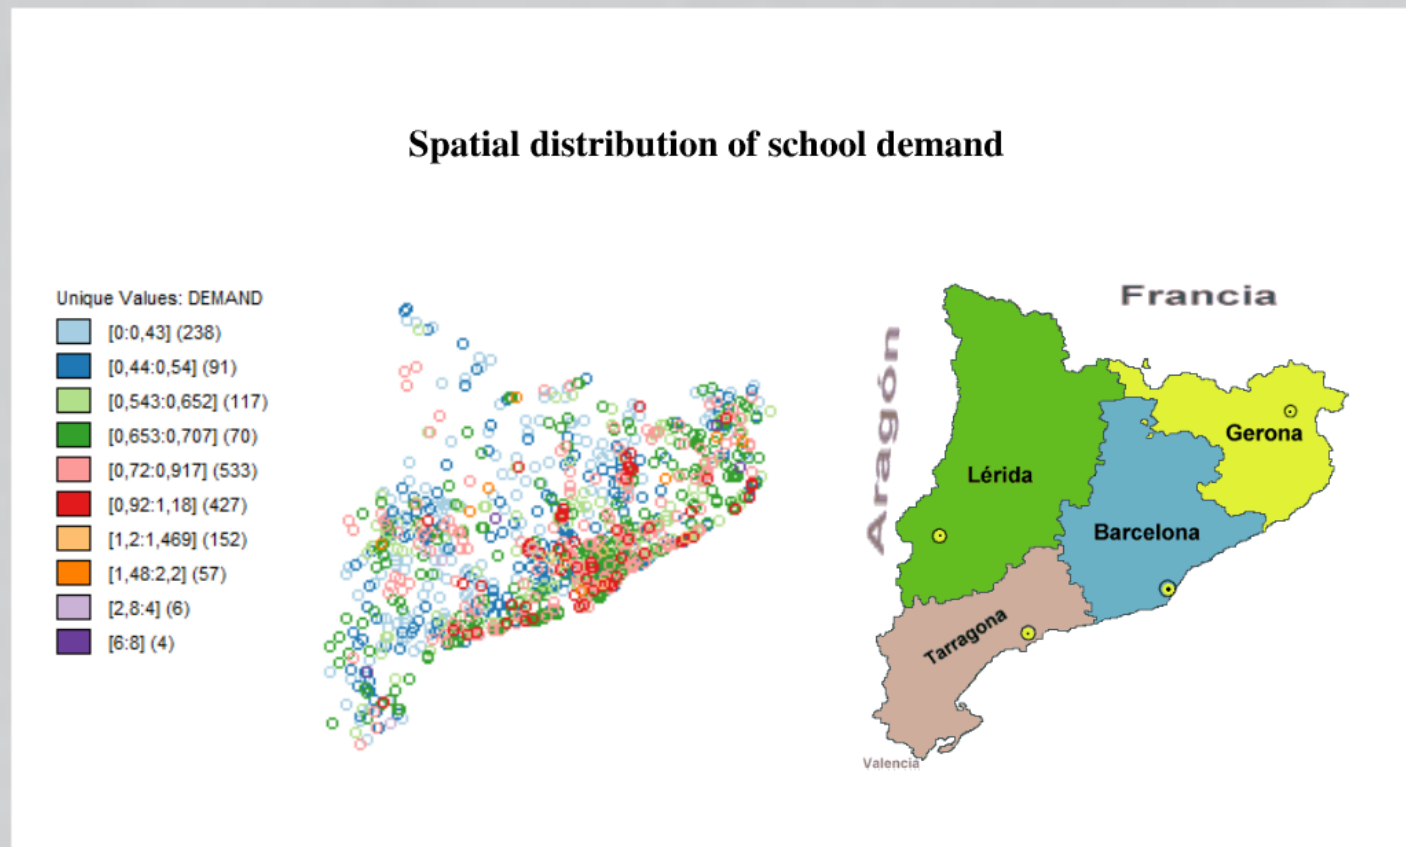 Spatial distribution of school demand
Unique Values: DEMAND
[0:0,43] (238)
[0,44:0,54] (91)
[0,543:0,652] (117)
[0,653:0,707] (70)
[0,72:0,917] (533)
[0,92:1,18] (427)
[1,2:1,469] (152)
[1,48:2,2] (57)
[2,8:4] (6)
[6:8] (4)
Francia
Aragón
Gerona
Lérida
Barcelona
Tarragona
Valencia